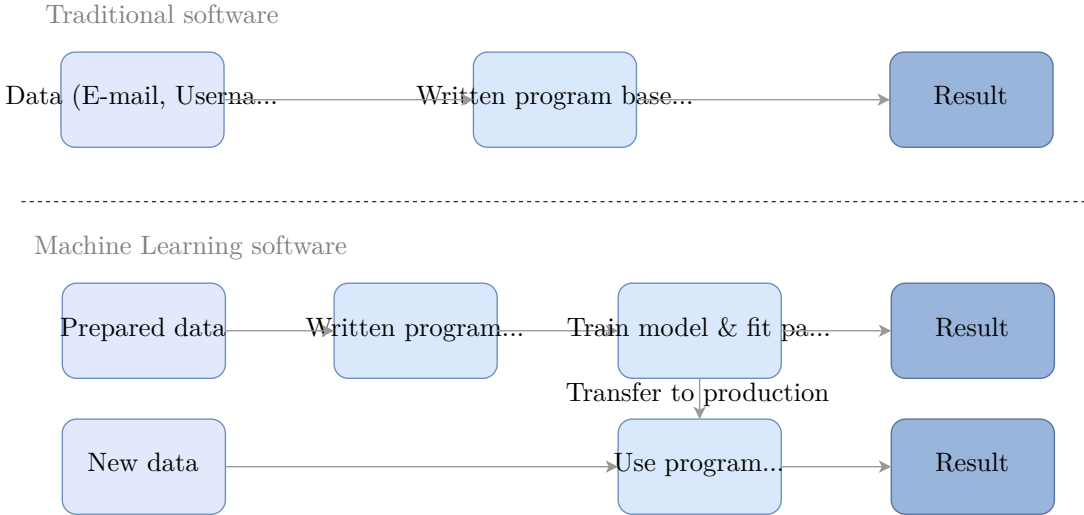 Traditional software
Data (E-mail, Userna...
Written program base...
Result
Machine Learning software
Prepared data
Written program...
Train model & fit pa...
Result
Transfer to production
New data
Use program...
Result